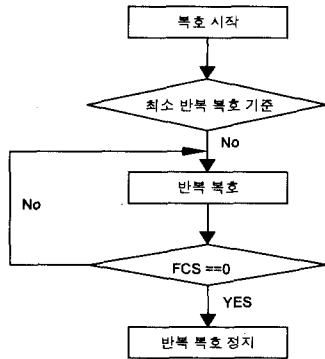 복호 시작
최소 반복 복호 기준
No
반복 복호
No
FCS ==0
YES
반복 복호 정지